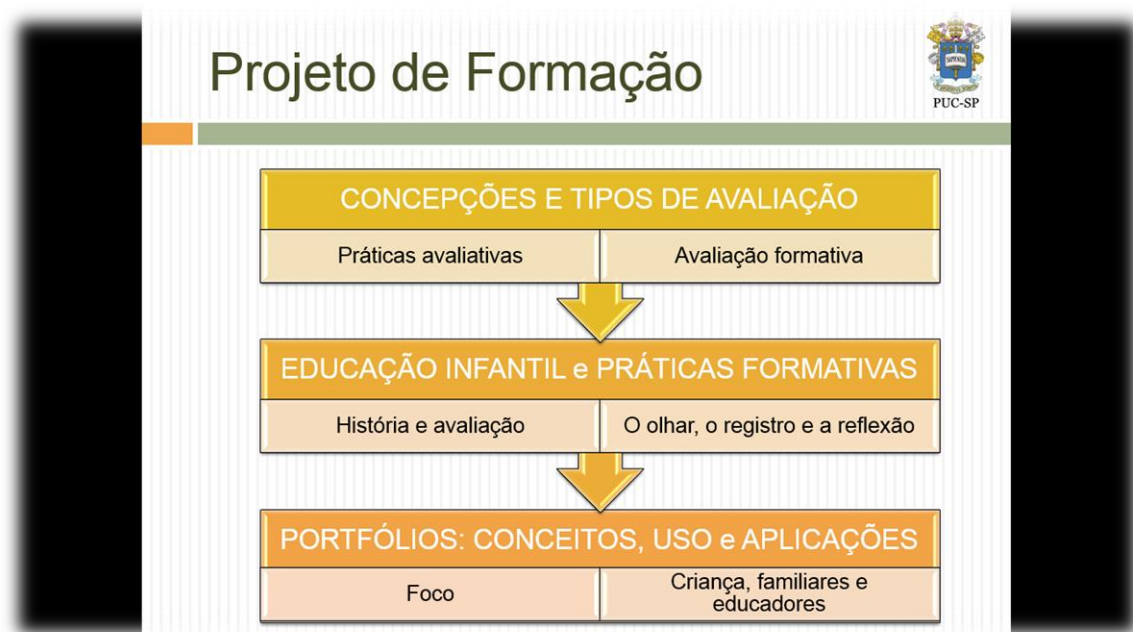 Projeto de Formação
PUC-SP
CONCEPÇÕES E TIPOS DE AVALIAÇÃO
Práticas avaliativas
Avaliação formativa
EDUCAÇÃO INFANTIL e PRÁTICAS FORMATIVAS
História e avaliação
O olhar, o registro e a reflexão
PORTFÓLIOS: CONCEITOS, USO e APLICAÇÕES
Foco
Criança, familiares e
educadores